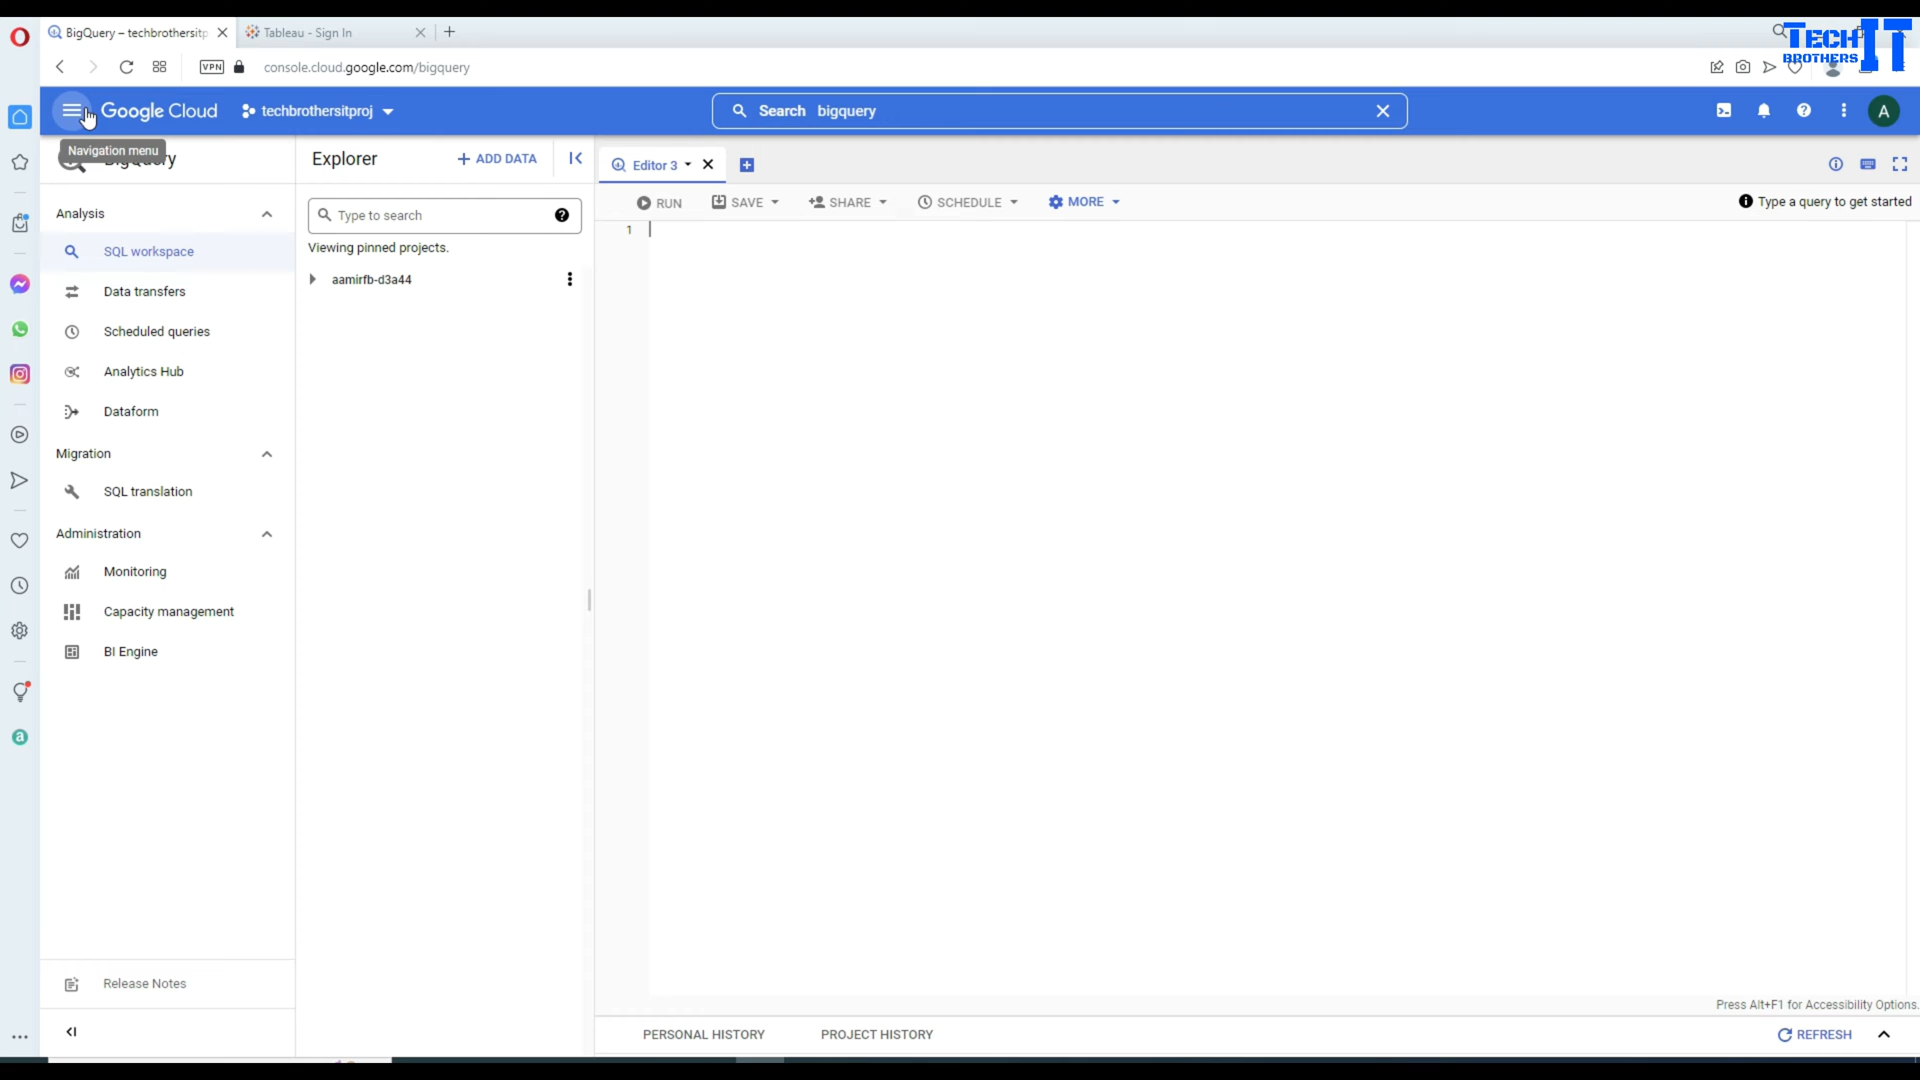 BigQuery – techbrothersitp
Tableau - Sign In
TECH IT
BROTHERS
VPN
console.cloud.google.com/bigquery
Google Cloud
techbrothersitproj
Search bigquery
A
Navigation menu
BigQuery
Explorer
ADD DATA
Editor 3
Analysis
Type to search
RUN
SAVE
SHARE
SCHEDULE
MORE
Type a query to get started
1
SQL workspace
Viewing pinned projects.
aamirfb-d3a44
Data transfers
Scheduled queries
Analytics Hub
Dataform
Migration
SQL translation
Administration
Monitoring
Capacity management
BI Engine
a
Release Notes
Press Alt+F1 for Accessibility Options.
PERSONAL HISTORY
PROJECT HISTORY
REFRESH